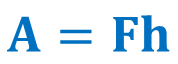 A = Fh